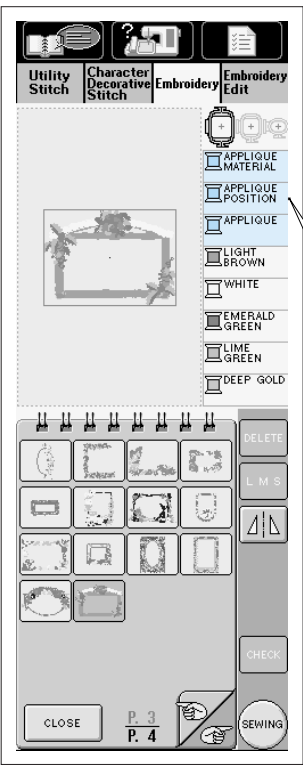 Utility
Stitch
Character
Decorative
Stitch
Embroidery
Embroidery
Edit
APPLIQUE
MATERIAL
APPLIQUE
POSITION
APPLIQUE
LIGHT
BROWN
WHITE
EMERALD
GREEN
LIME
GREEN
DEEP GOLD
DELETE
L M S
CHECK
CLOSE
P. 3
P. 4
SEWING